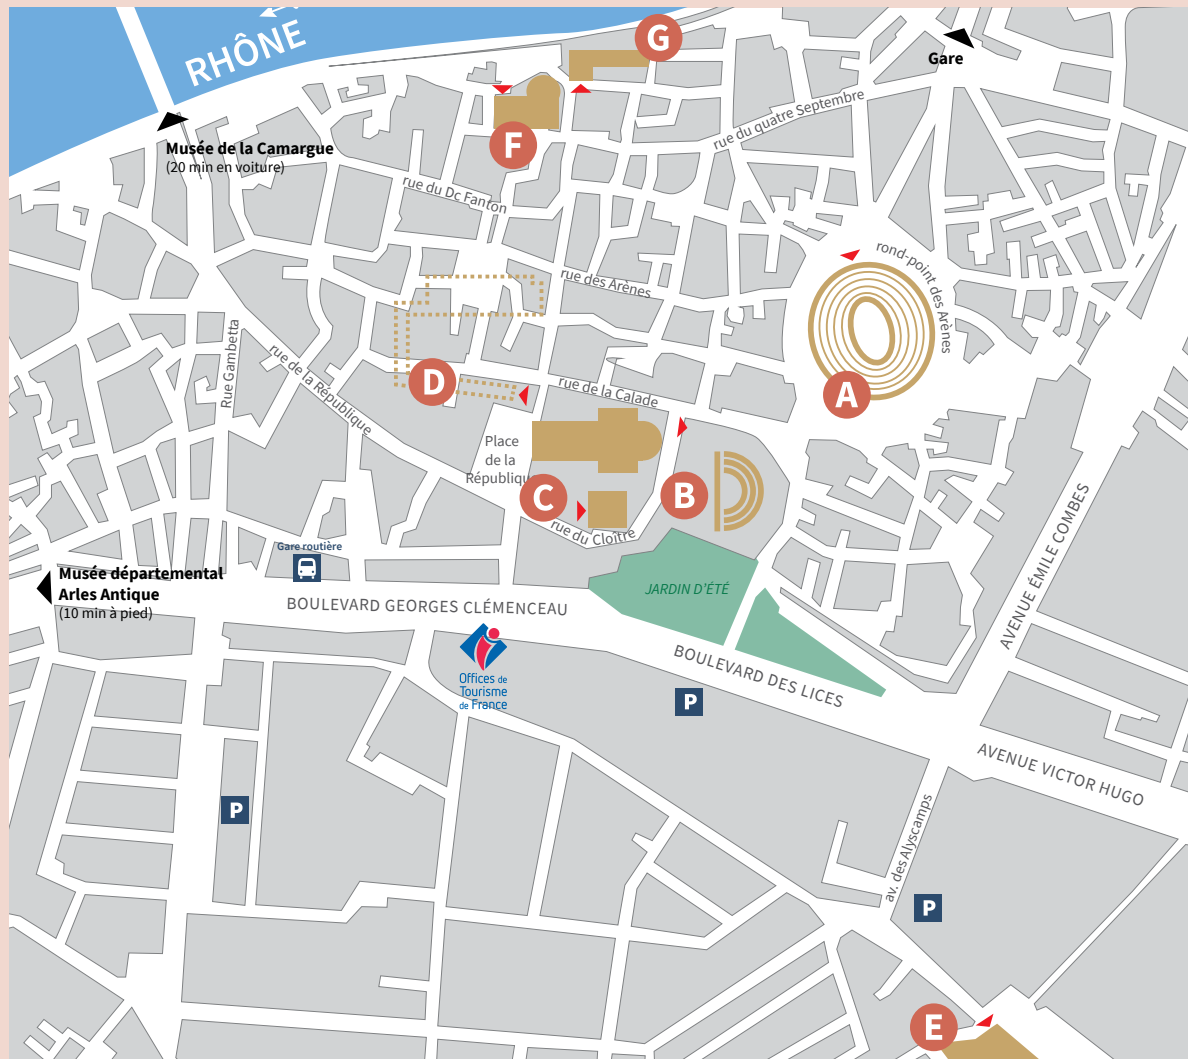 G
RHÔNE
Gare
rue du quatre Septembre
Musée de la Camargue
(20 min en voiture)
F
rue du Dc Fanton
rond-point des Arènes
rue des Arènes
Rue Gambetta
rue de la République
D
rue de la Calade
A
Place
de la
République
C
B
rue du Cloître
Gare routière
Musée départemental
Arles Antique
(10 min à pied)
JARDIN D'ÉTÉ
BOULEVARD GEORGES CLÉMENCEAU
AVENUE ÉMILE COMBES
Offices de
Tourisme
de France
BOULEVARD DES LICES
P
AVENUE VICTOR HUGO
P
av. des Alyscamps
P
E